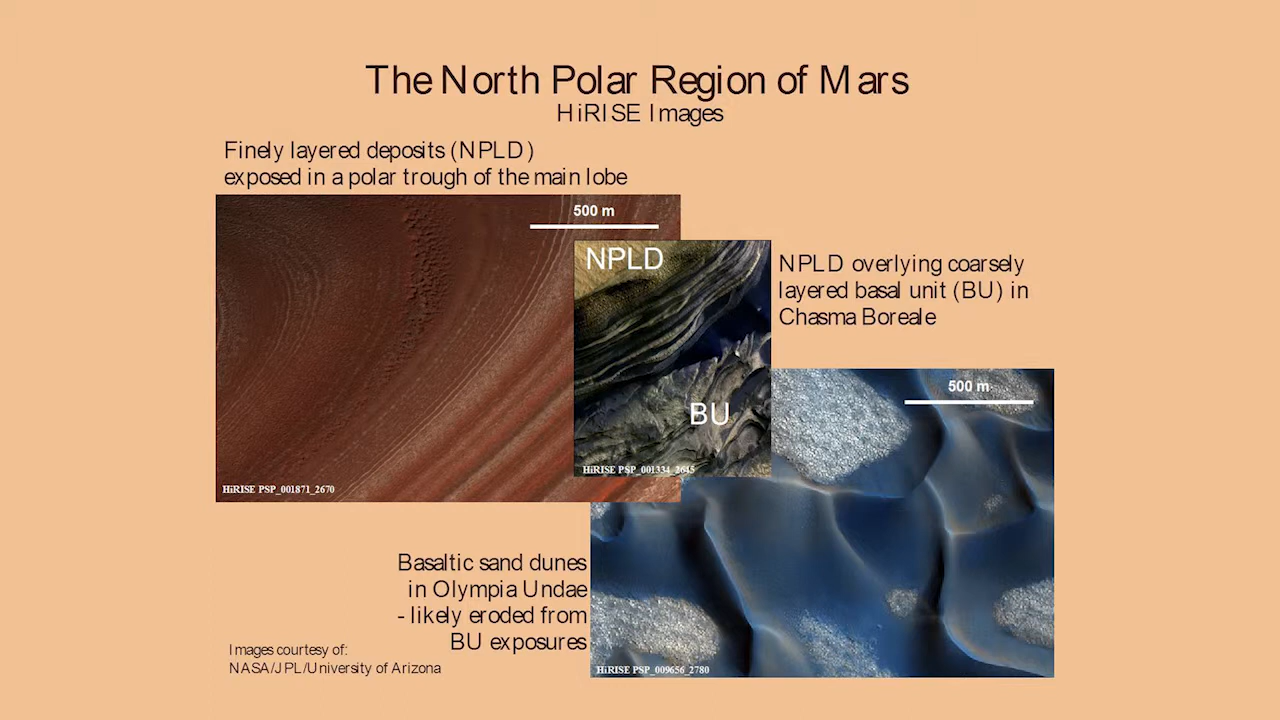 The North Polar Region of Mars
HiRISE Images
Finely layered deposits (NPLD)
exposed in a polar trough of the main lobe
500 m
NPLD
NPLD overlying coarsely
layered basal unit (BU) in
Chasma Boreale
500 m
BU
HiRISE PSP_001334_2645
HiRISE PSP_001871_2670
Basaltic sand dunes
in Olympia Undae
- likely eroded from
BU exposures
Images courtesy of:
NASA/JPL/University of Arizona
HiRISE PSP_009656_2780